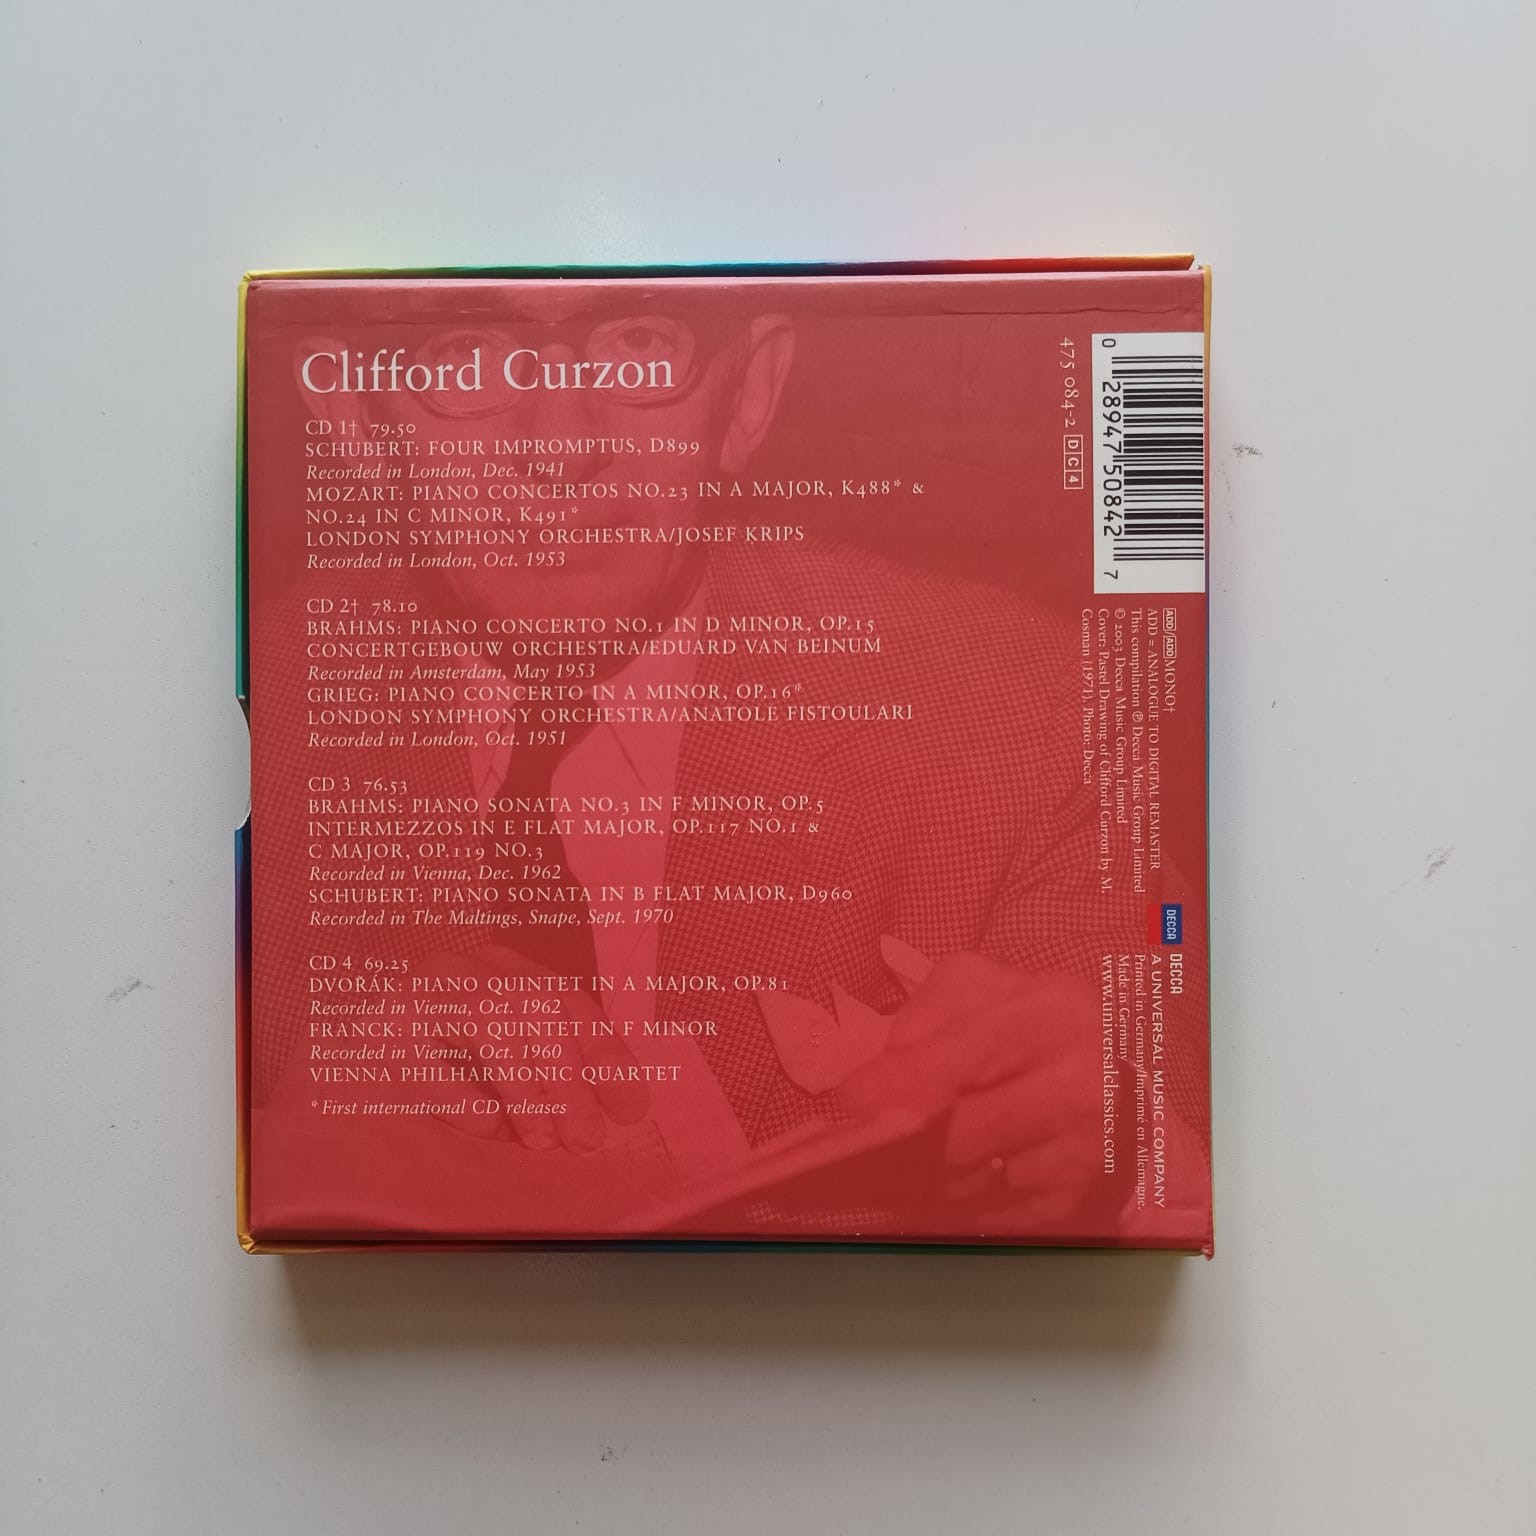 Clifford Curzon
CD 1† 79.50
SCHUBERT: FOUR IMPROMPTUS, D899
Recorded in London, Dec. 1941
MOZART: PIANO CONCERTOS NO.23 IN A MAJOR, K488* &
NO.24 IN C MINOR, K491*
LONDON SYMPHONY ORCHESTRA/JOSEF KRIPS
Recorded in London, Oct. 1953
CD 2† 78.10
BRAHMS: PIANO CONCERTO NO.1 IN D MINOR, OP.15
CONCERTGEBOUW ORCHESTRA/EDUARD VAN BEINUM
Recorded in Amsterdam, May 1953
GRIEG: PIANO CONCERTO IN A MINOR, OP.16*
LONDON SYMPHONY ORCHESTRA/ANATOLE FISTOULARI
Recorded in London, Oct. 1951
CD 3 76.53
BRAHMS: PIANO SONATA NO.3 IN F MINOR, OP.5
INTERMEZZOS IN E FLAT MAJOR, OP.117 NO.1 &
C MAJOR, OP.119 NO.3
Recorded in Vienna, Dec. 1962
SCHUBERT: PIANO SONATA IN B FLAT MAJOR, D960
Recorded in The Maltings, Snape, Sept. 1970
CD 4 69.25
DVOŘÁK: PIANO QUINTET IN A MAJOR, OP.81
Recorded in Vienna, Oct. 1962
FRANCK: PIANO QUINTET IN F MINOR
Recorded in Vienna, Oct. 1960
VIENNA PHILHARMONIC QUARTET
* First international CD releases
0 28947 50842 7
475 084-2 D C 4
ADD/ADD MONO†
ADD = ANALOGUE TO DIGITAL REMASTER
This compilation ℗ Decca Music Group Limited
© 2003 Decca Music Group Limited
Cover: Pastel Drawing of Clifford Curzon by M.
Cosman (1971). Photo: Decca
DECCA
DECCA
A UNIVERSAL MUSIC COMPANY
Printed in Germany/Imprimé en Allemagne.
Made in Germany
www.universalclassics.com